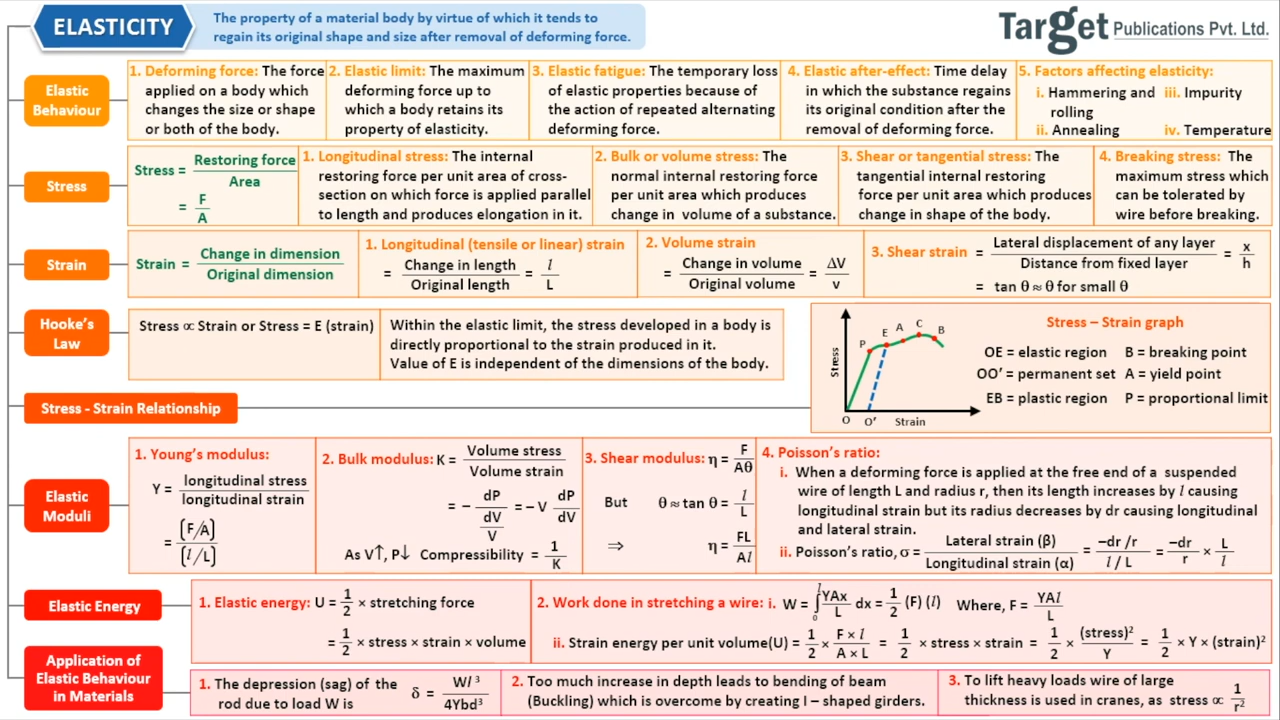 ELASTICITY
The property of a material body by virtue of which it tends to
regain its original shape and size after removal of deforming force.
Target Publications Pvt. Ltd.
Elastic
Behaviour
1. Deforming force: The force
applied on a body which
changes the size or shape
or both of the body.
2. Elastic limit: The maximum
deforming force up to
which a body retains its
property of elasticity.
3. Elastic fatigue: The temporary loss
of elastic properties because of
the action of repeated alternating
deforming force.
4. Elastic after-effect: Time delay
in which the substance regains
its original condition after the
removal of deforming force.
5. Factors affecting elasticity:
i. Hammering and rolling
ii. Annealing
iii. Impurity
iv. Temperature
Stress
Stress = Restoring force / Area
= F / A
1. Longitudinal stress: The internal
restoring force per unit area of cross-
section on which force is applied parallel
to length and produces elongation in it.
2. Bulk or volume stress: The
normal internal restoring force
per unit area which produces
change in volume of a substance.
3. Shear or tangential stress: The
tangential internal restoring
force per unit area which produces
change in shape of the body.
4. Breaking stress: The
maximum stress which
can be tolerated by
wire before breaking.
Strain
Strain = Change in dimension / Original dimension
1. Longitudinal (tensile or linear) strain
= Change in length / Original length = l / L
2. Volume strain
= Change in volume / Original volume = ΔV / v
3. Shear strain = Lateral displacement of any layer / Distance from fixed layer = x / h
= tan θ ≈ θ for small θ
Hooke's
Law
Stress ∝ Strain or Stress = E (strain)
Within the elastic limit, the stress developed in a body is
directly proportional to the strain produced in it.
Value of E is independent of the dimensions of the body.
Stress - Strain Relationship
Stress
P E A C B
O O′ Strain
Stress – Strain graph
OE = elastic region B = breaking point
OO′ = permanent set A = yield point
EB = plastic region P = proportional limit
Elastic
Moduli
1. Young's modulus:
Y = longitudinal stress / longitudinal strain
= (F/A) / (l/L)
2. Bulk modulus: K = Volume stress / Volume strain
= – dP / (dV / V) = – V dP / dV
As V↑, P↓ Compressibility = 1 / K
3. Shear modulus: η = F / Aθ
But θ ≈ tan θ = l / L
⇒ η = FL / Al
4. Poisson's ratio:
i. When a deforming force is applied at the free end of a suspended
wire of length L and radius r, then its length increases by l causing
longitudinal strain but its radius decreases by dr causing longitudinal
and lateral strain.
ii. Poisson's ratio, σ = Lateral strain (β) / Longitudinal strain (α) = –dr /r / l / L = –dr / r × L / l
Elastic Energy
1. Elastic energy: U = 1/2 × stretching force
= 1/2 × stress × strain × volume
2. Work done in stretching a wire: i. W = ∫₀ˡ YAx / L dx = 1/2 (F) (l) Where, F = YAl / L
ii. Strain energy per unit volume(U) = 1/2 × F × l / A × L = 1/2 × stress × strain = 1/2 × (stress)² / Y = 1/2 × Y × (strain)²
Application of
Elastic Behaviour
in Materials
1. The depression (sag) of the
rod due to load W is δ = Wl³ / 4Ybd³
2. Too much increase in depth leads to bending of beam
(Buckling) which is overcome by creating I – shaped girders.
3. To lift heavy loads wire of large
thickness is used in cranes, as stress ∝ 1 / r²